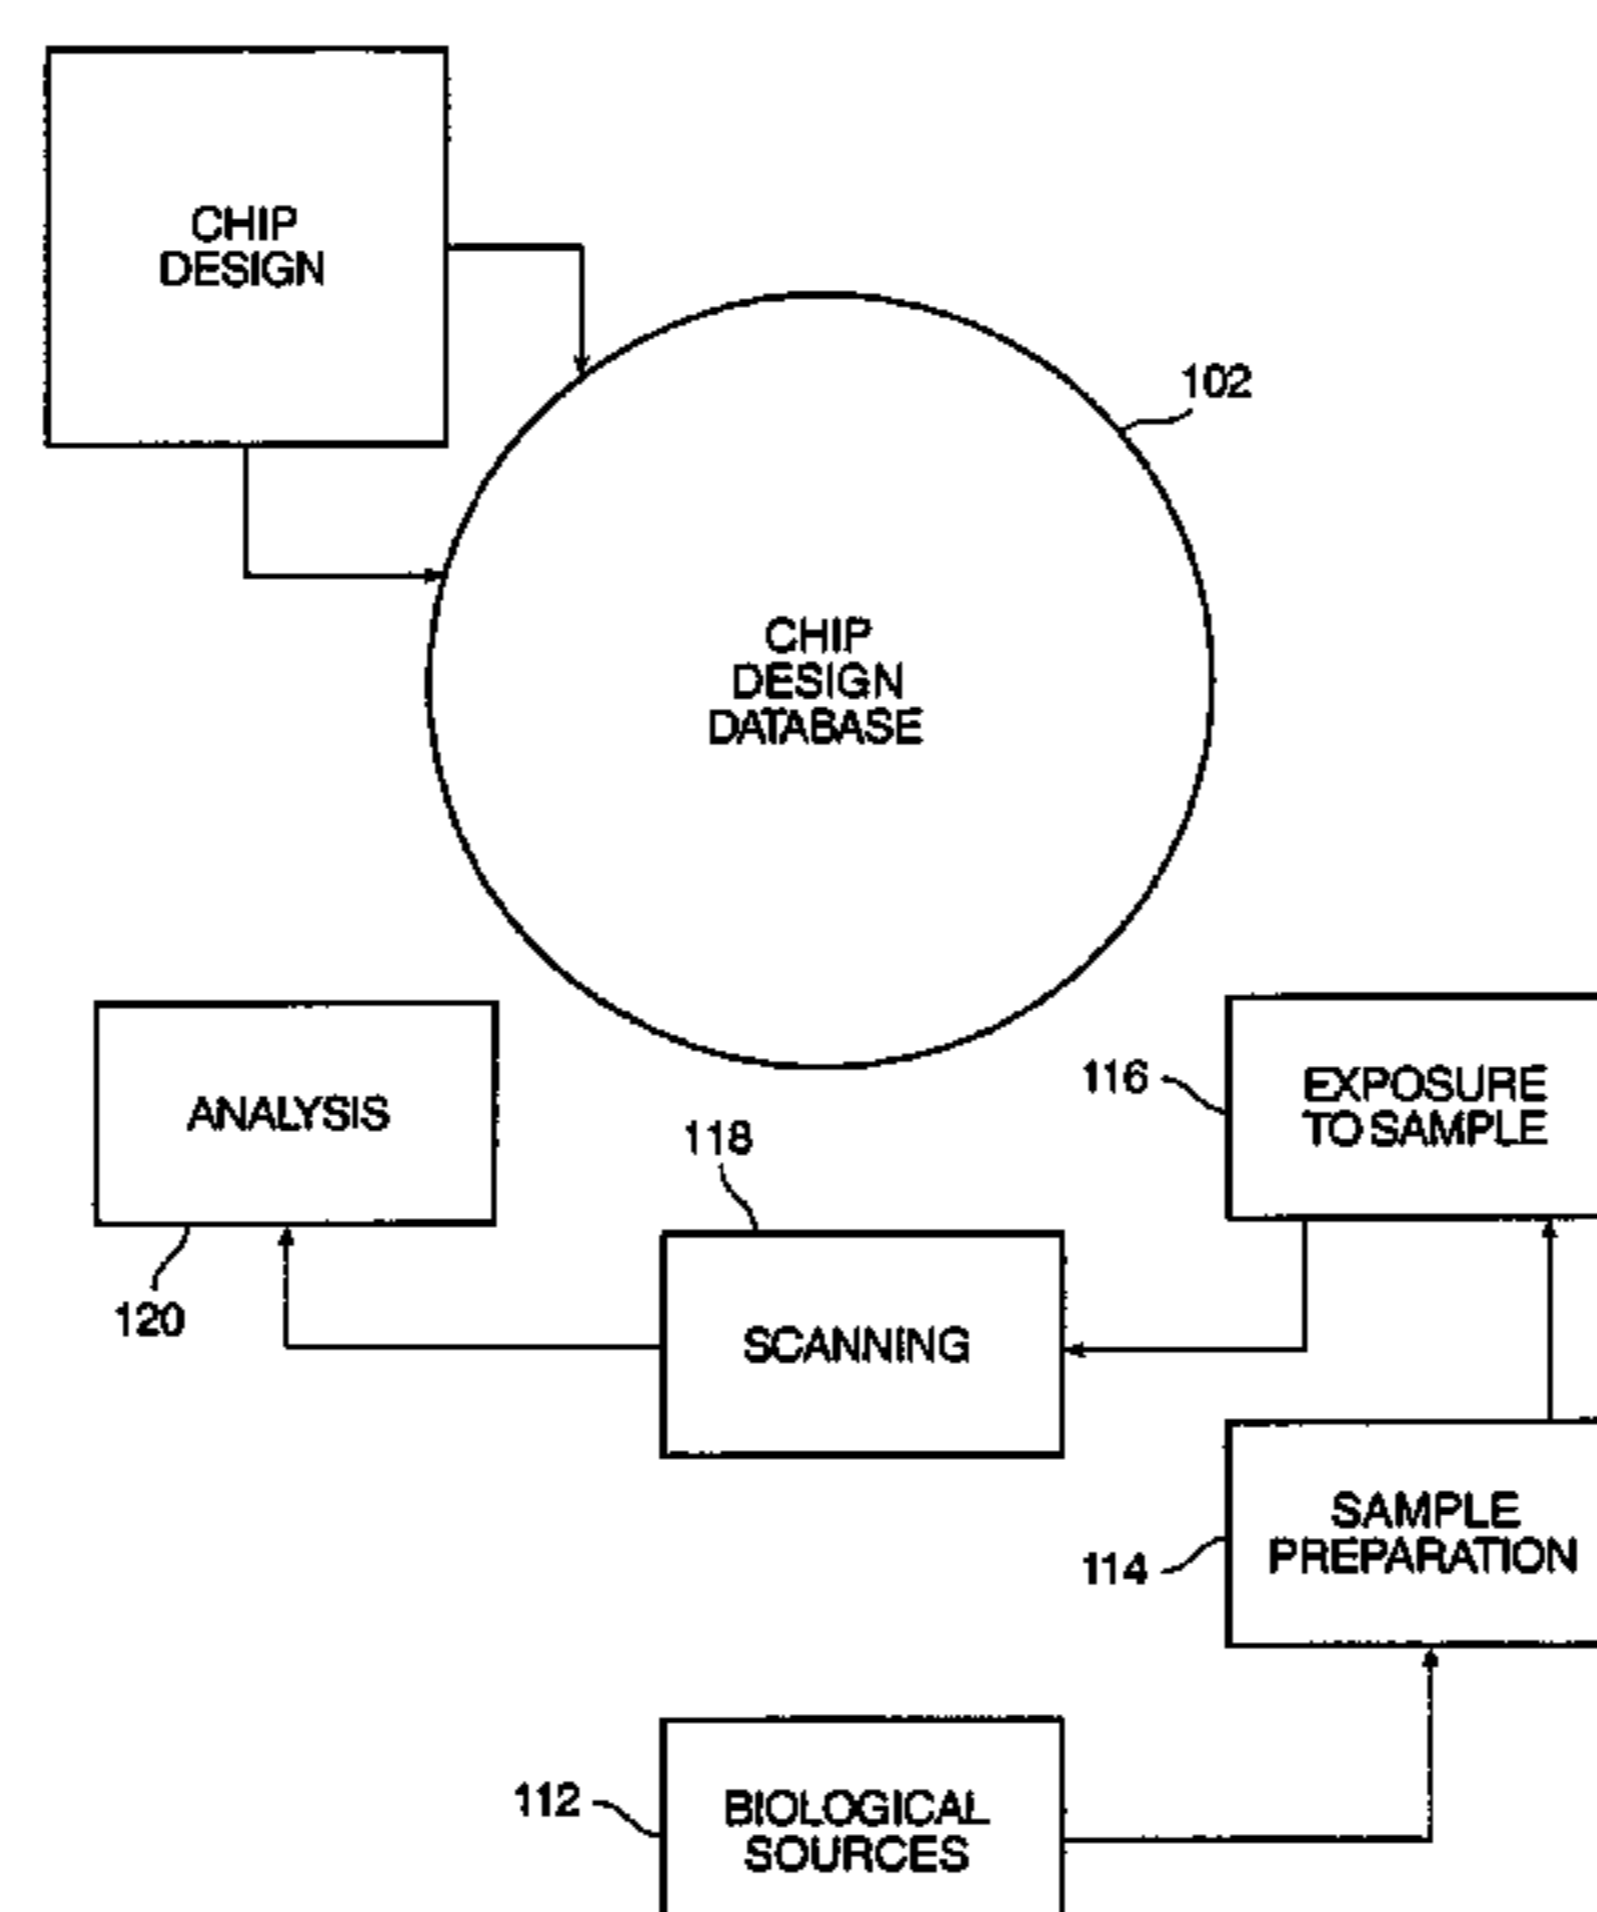 CHIP
DESIGN
102
CHIP
DESIGN
DATABASE
116
EXPOSURE
TO SAMPLE
ANALYSIS
118
120
SCANNING
SAMPLE
PREPARATION
114
112
BIOLOGICAL
SOURCES